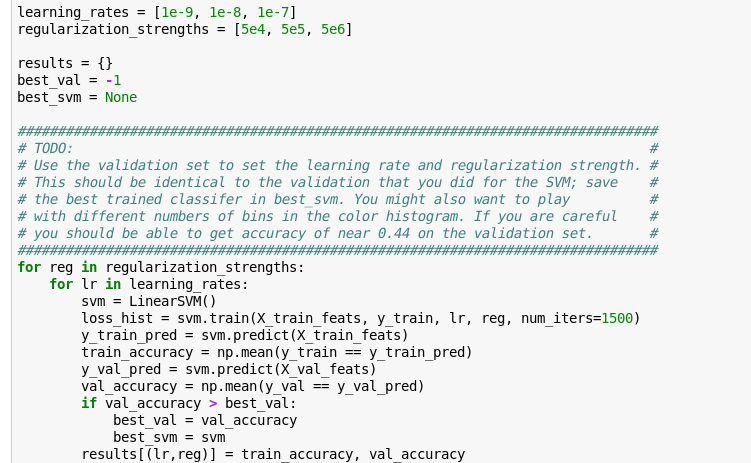 learning_rates = [1e-9, 1e-8, 1e-7]
regularization_strengths = [5e4, 5e5, 5e6]
results = {}
best_val = -1
best_svm = None
################################################################################
# TODO:                                                                        #
# Use the validation set to set the learning rate and regularization strength. #
# This should be identical to the validation that you did for the SVM; save    #
# the best trained classifer in best_svm. You might also want to play          #
# with different numbers of bins in the color histogram. If you are careful    #
# you should be able to get accuracy of near 0.44 on the validation set.       #
################################################################################
for reg in regularization_strengths:
    for lr in learning_rates:
        svm = LinearSVM()
        loss_hist = svm.train(X_train_feats, y_train, lr, reg, num_iters=1500)
        y_train_pred = svm.predict(X_train_feats)
        train_accuracy = np.mean(y_train == y_train_pred)
        y_val_pred = svm.predict(X_val_feats)
        val_accuracy = np.mean(y_val == y_val_pred)
        if val_accuracy > best_val:
            best_val = val_accuracy
            best_svm = svm
        results[(lr,reg)] = train_accuracy, val_accuracy